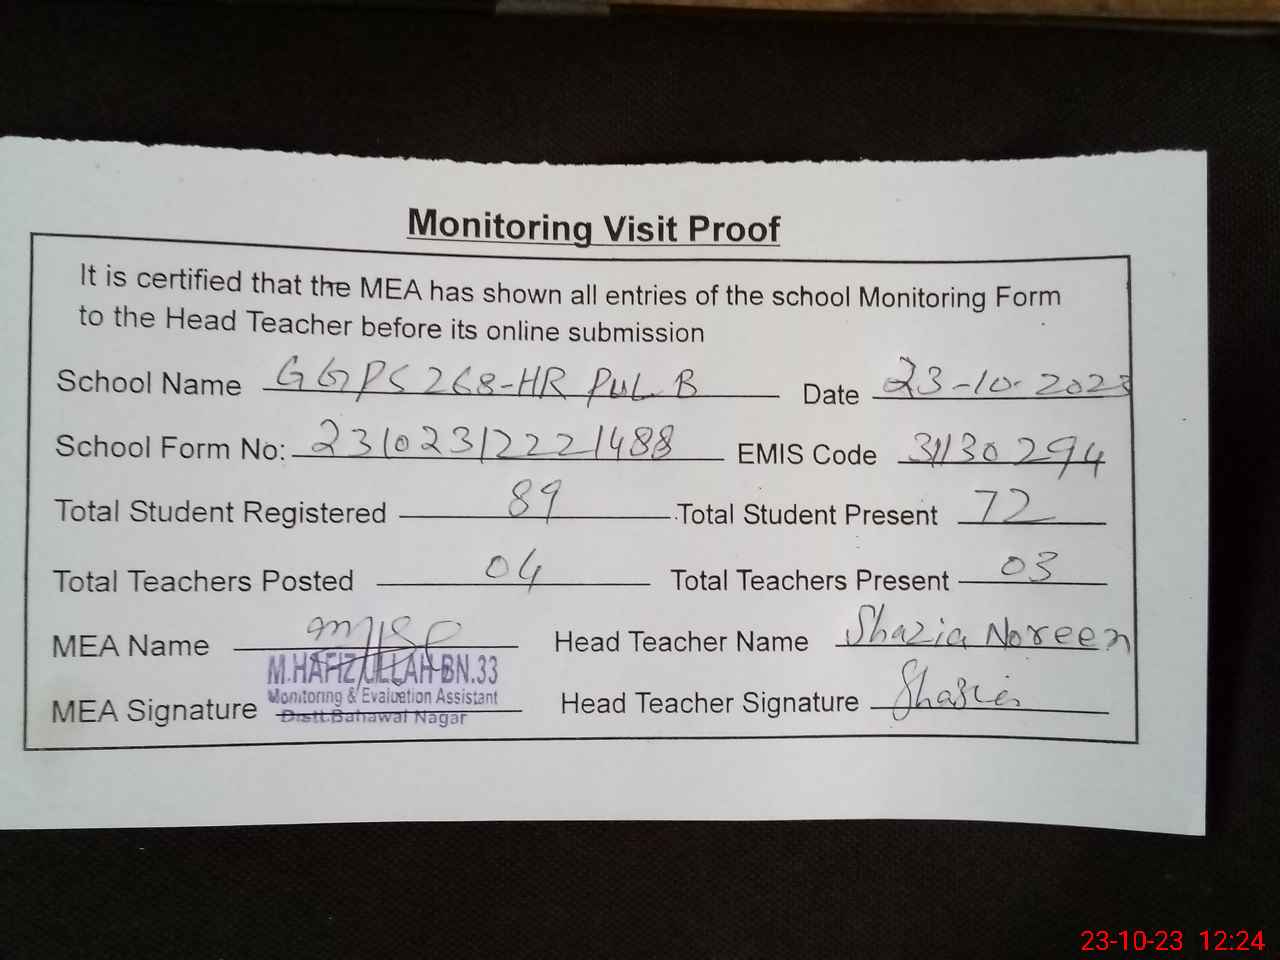 Monitoring Visit Proof
It is certified that the MEA has shown all entries of the school Monitoring Form
to the Head Teacher before its online submission
School Name GGPS 268-HR PUL B Date 23-10-2023
School Form No: 231023122221488 EMIS Code 31130294
Total Student Registered 89 Total Student Present 72
Total Teachers Posted 04 Total Teachers Present 03
MEA Name Head Teacher Name Shazia Noreen
M.HAFIZ ULLAH-BN.33
Monitoring & Evaluation Assistant
MEA Signature Distt.Bahawal Nagar Head Teacher Signature Shazia
23-10-23 12:24